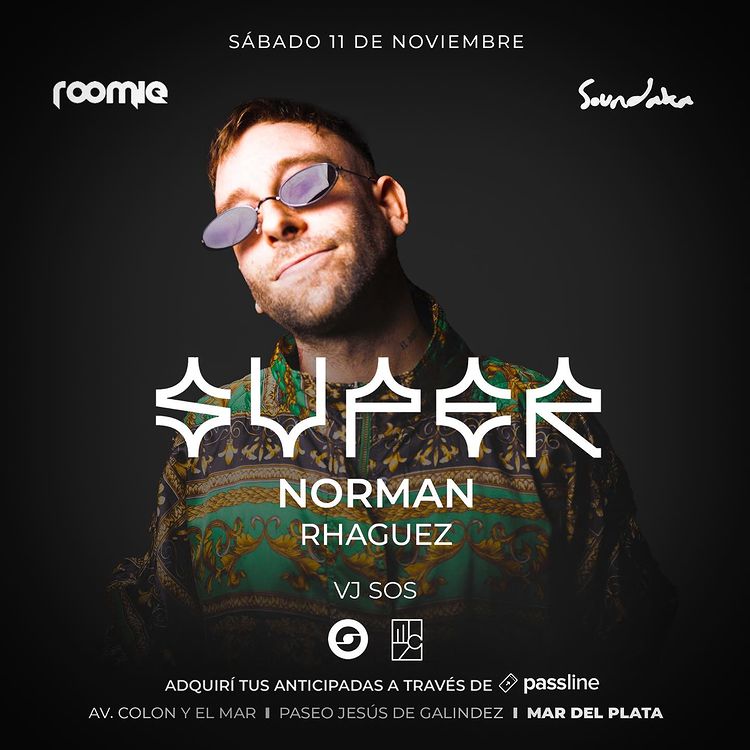 SÁBADO 11 DE NOVIEMBRE
roomie
Soundaka
SUPER
NORMAN
RHAGUEZ
VJ SOS
ADQUIRÍ TUS ANTICIPADAS A TRAVÉS DE passline
AV. COLON Y EL MAR I PASEO JESÚS DE GALINDEZ I MAR DEL PLATA